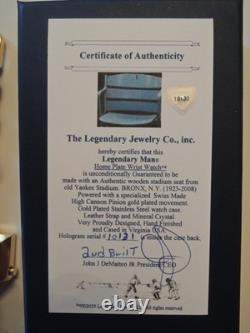 Certificate of Authenticity
10121
The Legendary Jewelry Co., inc.
hereby certifies that this
Legendary Man®
Home Plate Wrist Watch™
is unconditionally Guaranteed to be
made with an Authentic wooden stadium seat from
old Yankee Stadium. BRONX, N.Y. (1923-2008)
Powered with a specialized Swiss Made
High Cannon Pinion gold plated movement.
Gold Plated Stainless Steel watch case.
Leather Strap and Mineral Crystal.
Very Proudly Designed, Hand Finished
and Cased in Virginia USA.
Hologram serial # 10121 is inside the case back.
2nd Built
John J DeMatteo &
CEO